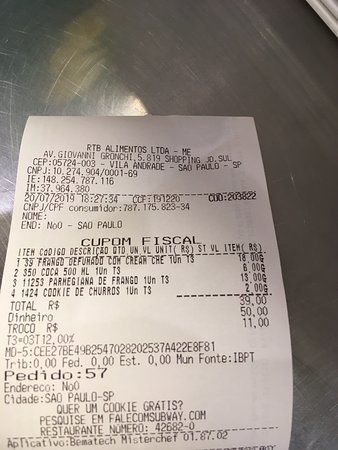 RTB ALIMENTOS LTDA - ME
AV.GIOVANNI GRONCHI,5.819 SHOPPING JD.SUL
CEP:05724-003 - VILA ANDRADE - SAO PAULO - SP
CNPJ:10.274.904/0001-69
IE:148.254.787.116
IM:37.964.380
20/07/2019 18:27:34 CCF:191220 COO:203822
CNPJ/CPF consumidor:787.175.823-34
NOME:
END: No0 - SAO PAULO
CUPOM FISCAL
ITEM CÓDIGO DESCRIÇÃO QTD UN VL UNIT( R$) ST VL ITEM( R$)
1 39 FRANGO DEFUMADO COM CREAM CHE 1Un T3 18,00G
2 350 COCA 500 ML 1Un T3 6,00G
3 11253 PARMEGIANA DE FRANGO 1Un T3 13,00G
4 1424 COOKIE DE CHURROS 1Un T3 2,00G
TOTAL R$ 39,00
Dinheiro 50,00
TROCO R$ 11,00
T3=03T12,00%
MD-5:CEE27BE49B2547028202537A422E8F81
Trib:0,00 Fed: 0,00 Est. 0,00 Mun Fonte:IBPT
Pedido:57
Endereco: No0
Cidade:SAO PAULO-SP
QUER UM COOKIE GRATIS?
PESQUISE EM FALECOMSUBWAY.COM
RESTAURANTE NUMERO: 42682-0
Aplicativo:Bematech Misterchef 01.87.02